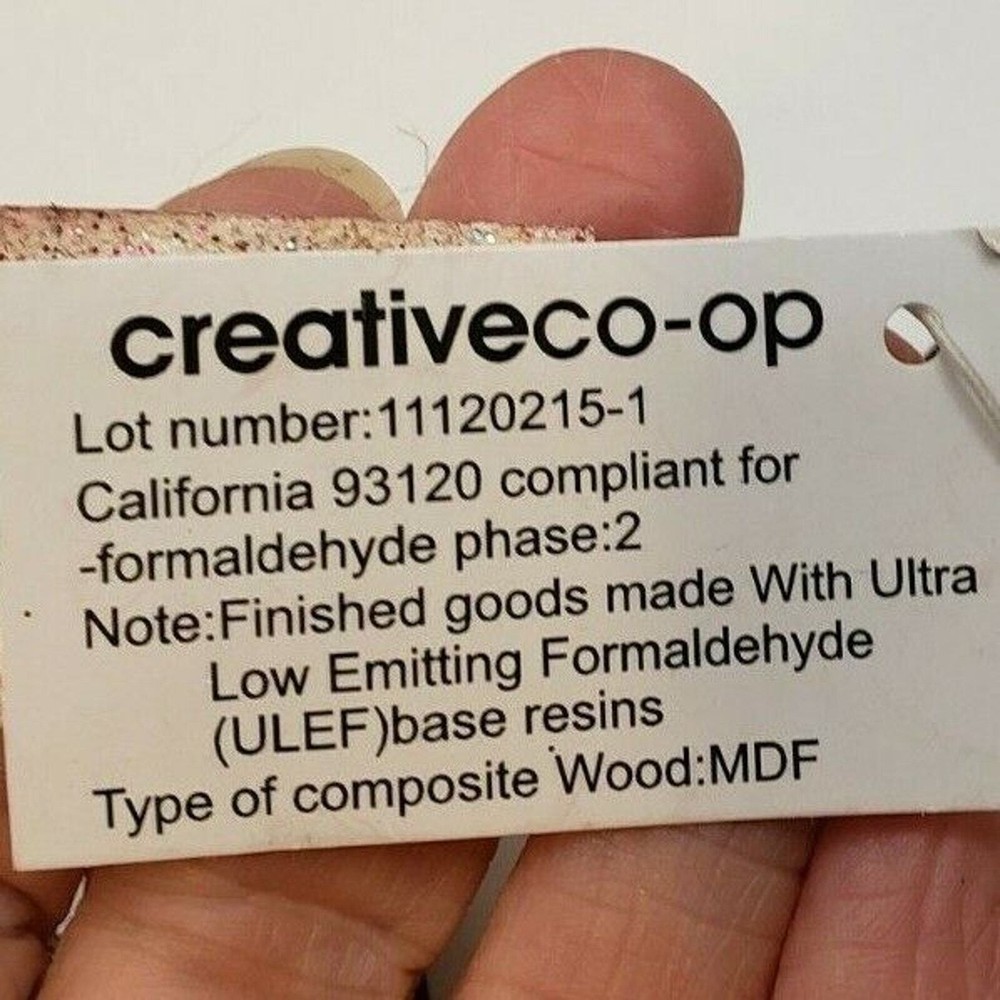 creativeco-op
Lot number:11120215-1
California 93120 compliant for
-formaldehyde phase:2
Note:Finished goods made With Ultra
Low Emitting Formaldehyde
(ULEF)base resins
Type of composite Wood:MDF